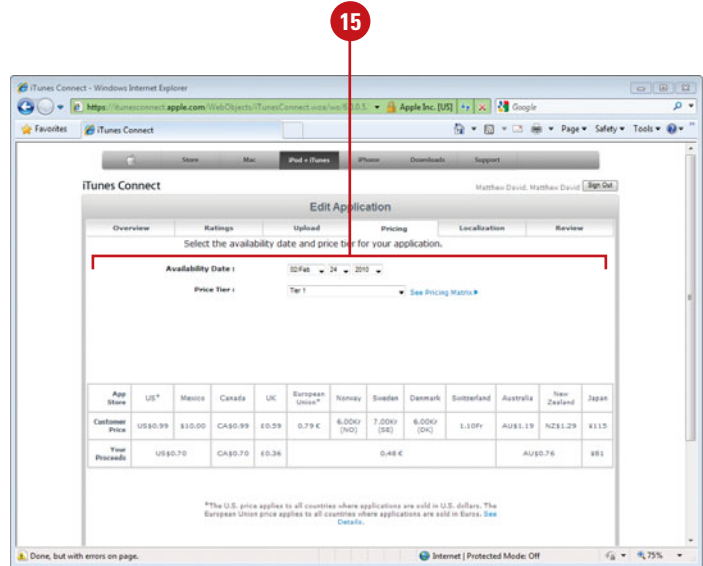 15
iTunes Connect - Windows Internet Explorer
https://itunesconnect.apple.com/WebObjects/iTunesConnect.woa/wo/6.0.0.5. Apple Inc. [US] Google
Favorites iTunes Connect Page Safety Tools
Store Mac iPod + iTunes iPhone Downloads Support
iTunes Connect Matthew David, Matthew David Sign Out
Edit Application
Overview Ratings Upload Pricing Localization Review
Select the availability date and price tier for your application.
Availability Date : 02/Feb 24 2010
Price Tier : Tier 1 See Pricing Matrix
App Store US* Mexico Canada UK European Union* Norway Sweden Denmark Switzerland Australia New Zealand Japan
Customer Price US$0.99 $10.00 CA$0.99 £0.59 0.79 € 6.00Kr (NO) 7.00Kr (SE) 6.00Kr (DK) 1.10Fr AU$1.19 NZ$1.29 ¥115
Your Proceeds US$0.70 CA$0.70 £0.36 0.48 € AU$0.76 ¥81
*The U.S. price applies to all countries where applications are sold in U.S. dollars. The
European Union price applies to all countries where applications are sold in Euros. See
Details.
Done, but with errors on page. Internet | Protected Mode: Off 75%